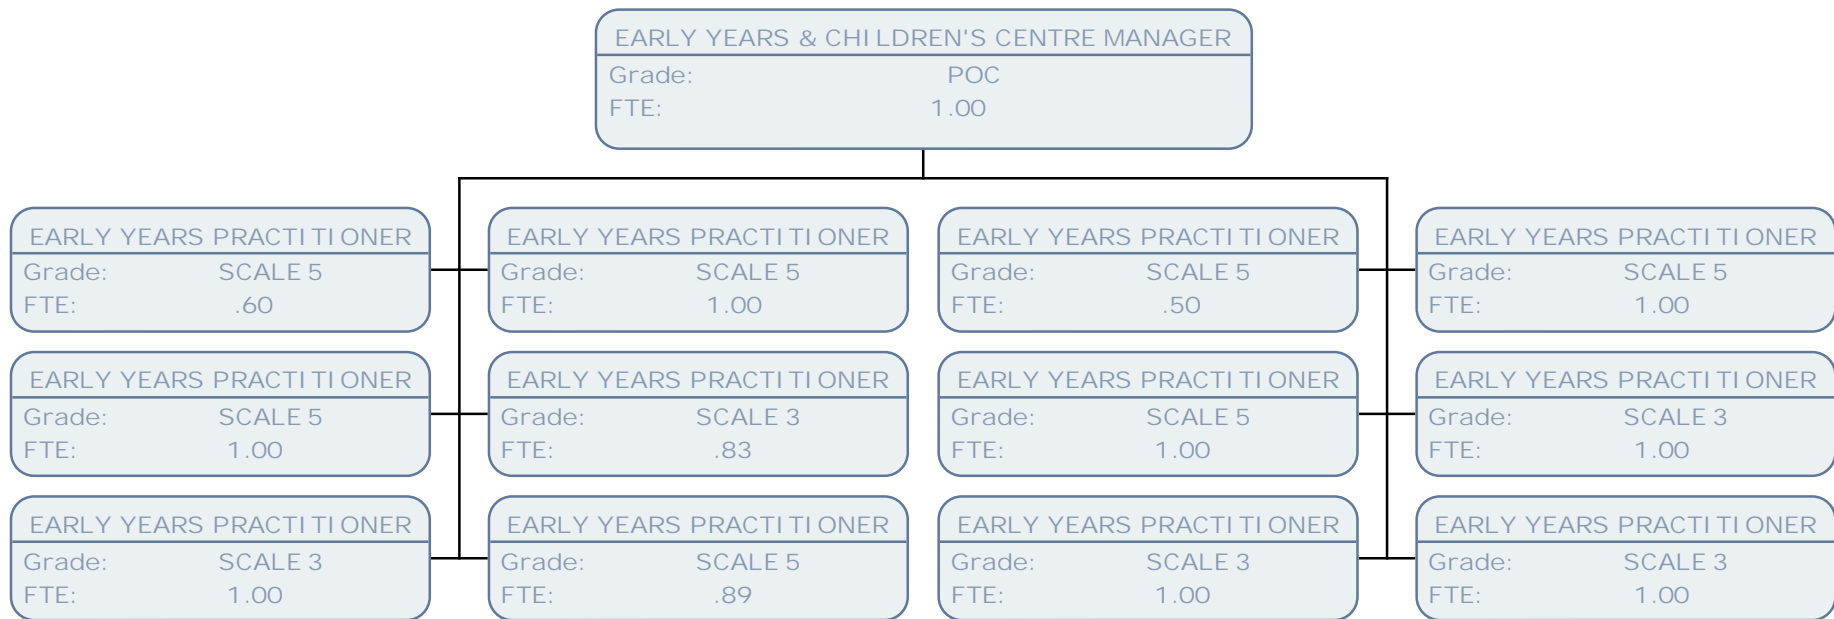 EARLY YEARS & CHILDREN'S CENTRE MANAGER
Grade: POC
FTE: 1.00
EARLY YEARS PRACTITIONER
Grade: SCALE 5
FTE: .60
EARLY YEARS PRACTITIONER
Grade: SCALE 5
FTE: 1.00
EARLY YEARS PRACTITIONER
Grade: SCALE 5
FTE: .50
EARLY YEARS PRACTITIONER
Grade: SCALE 5
FTE: 1.00
EARLY YEARS PRACTITIONER
Grade: SCALE 5
FTE: 1.00
EARLY YEARS PRACTITIONER
Grade: SCALE 3
FTE: .83
EARLY YEARS PRACTITIONER
Grade: SCALE 5
FTE: 1.00
EARLY YEARS PRACTITIONER
Grade: SCALE 3
FTE: 1.00
EARLY YEARS PRACTITIONER
Grade: SCALE 3
FTE: 1.00
EARLY YEARS PRACTITIONER
Grade: SCALE 5
FTE: .89
EARLY YEARS PRACTITIONER
Grade: SCALE 3
FTE: 1.00
EARLY YEARS PRACTITIONER
Grade: SCALE 3
FTE: 1.00